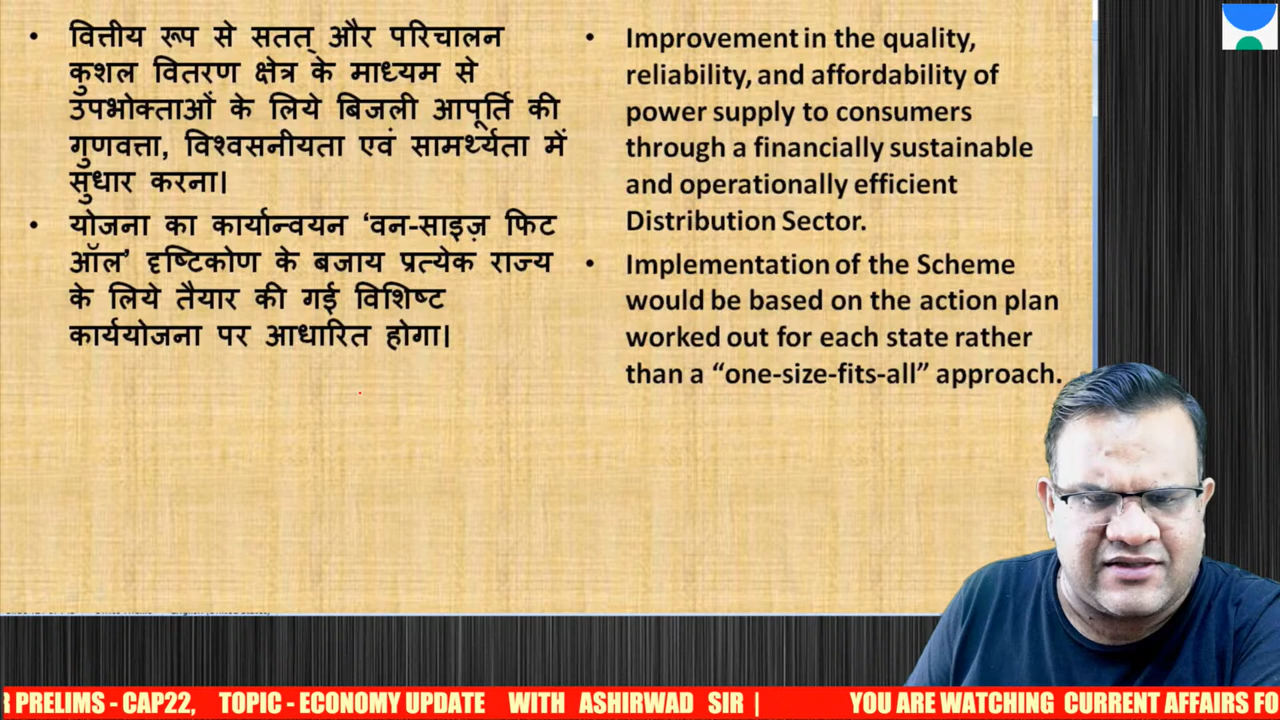 • वित्तीय रूप से सतत् और परिचालन
कुशल वितरण क्षेत्र के माध्यम से
उपभोक्ताओं के लिये बिजली आपूर्ति की
गुणवत्ता, विश्वसनीयता एवं सामर्थ्यता में
सुधार करना।
• योजना का कार्यान्वयन ‘वन-साइज़ फिट
ऑल’ दृष्टिकोण के बजाय प्रत्येक राज्य
के लिये तैयार की गई विशिष्ट
कार्ययोजना पर आधारित होगा।
• Improvement in the quality,
reliability, and affordability of
power supply to consumers
through a financially sustainable
and operationally efficient
Distribution Sector.
• Implementation of the Scheme
would be based on the action plan
worked out for each state rather
than a “one-size-fits-all” approach.
R PRELIMS - CAP22, TOPIC - ECONOMY UPDATE WITH ASHIRWAD SIR | YOU ARE WATCHING CURRENT AFFAIRS FO